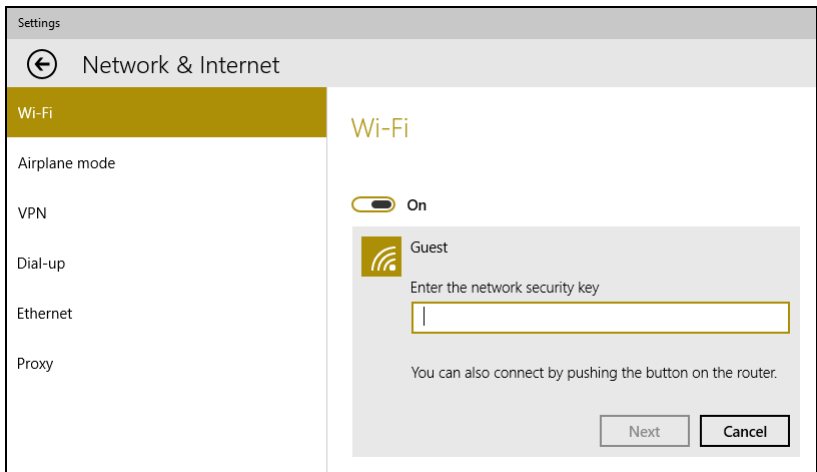 Settings
Network & Internet
Wi-Fi
Airplane mode
VPN
Dial-up
Ethernet
Proxy
Wi-Fi
On
Guest
Enter the network security key
You can also connect by pushing the button on the router.
Next
Cancel